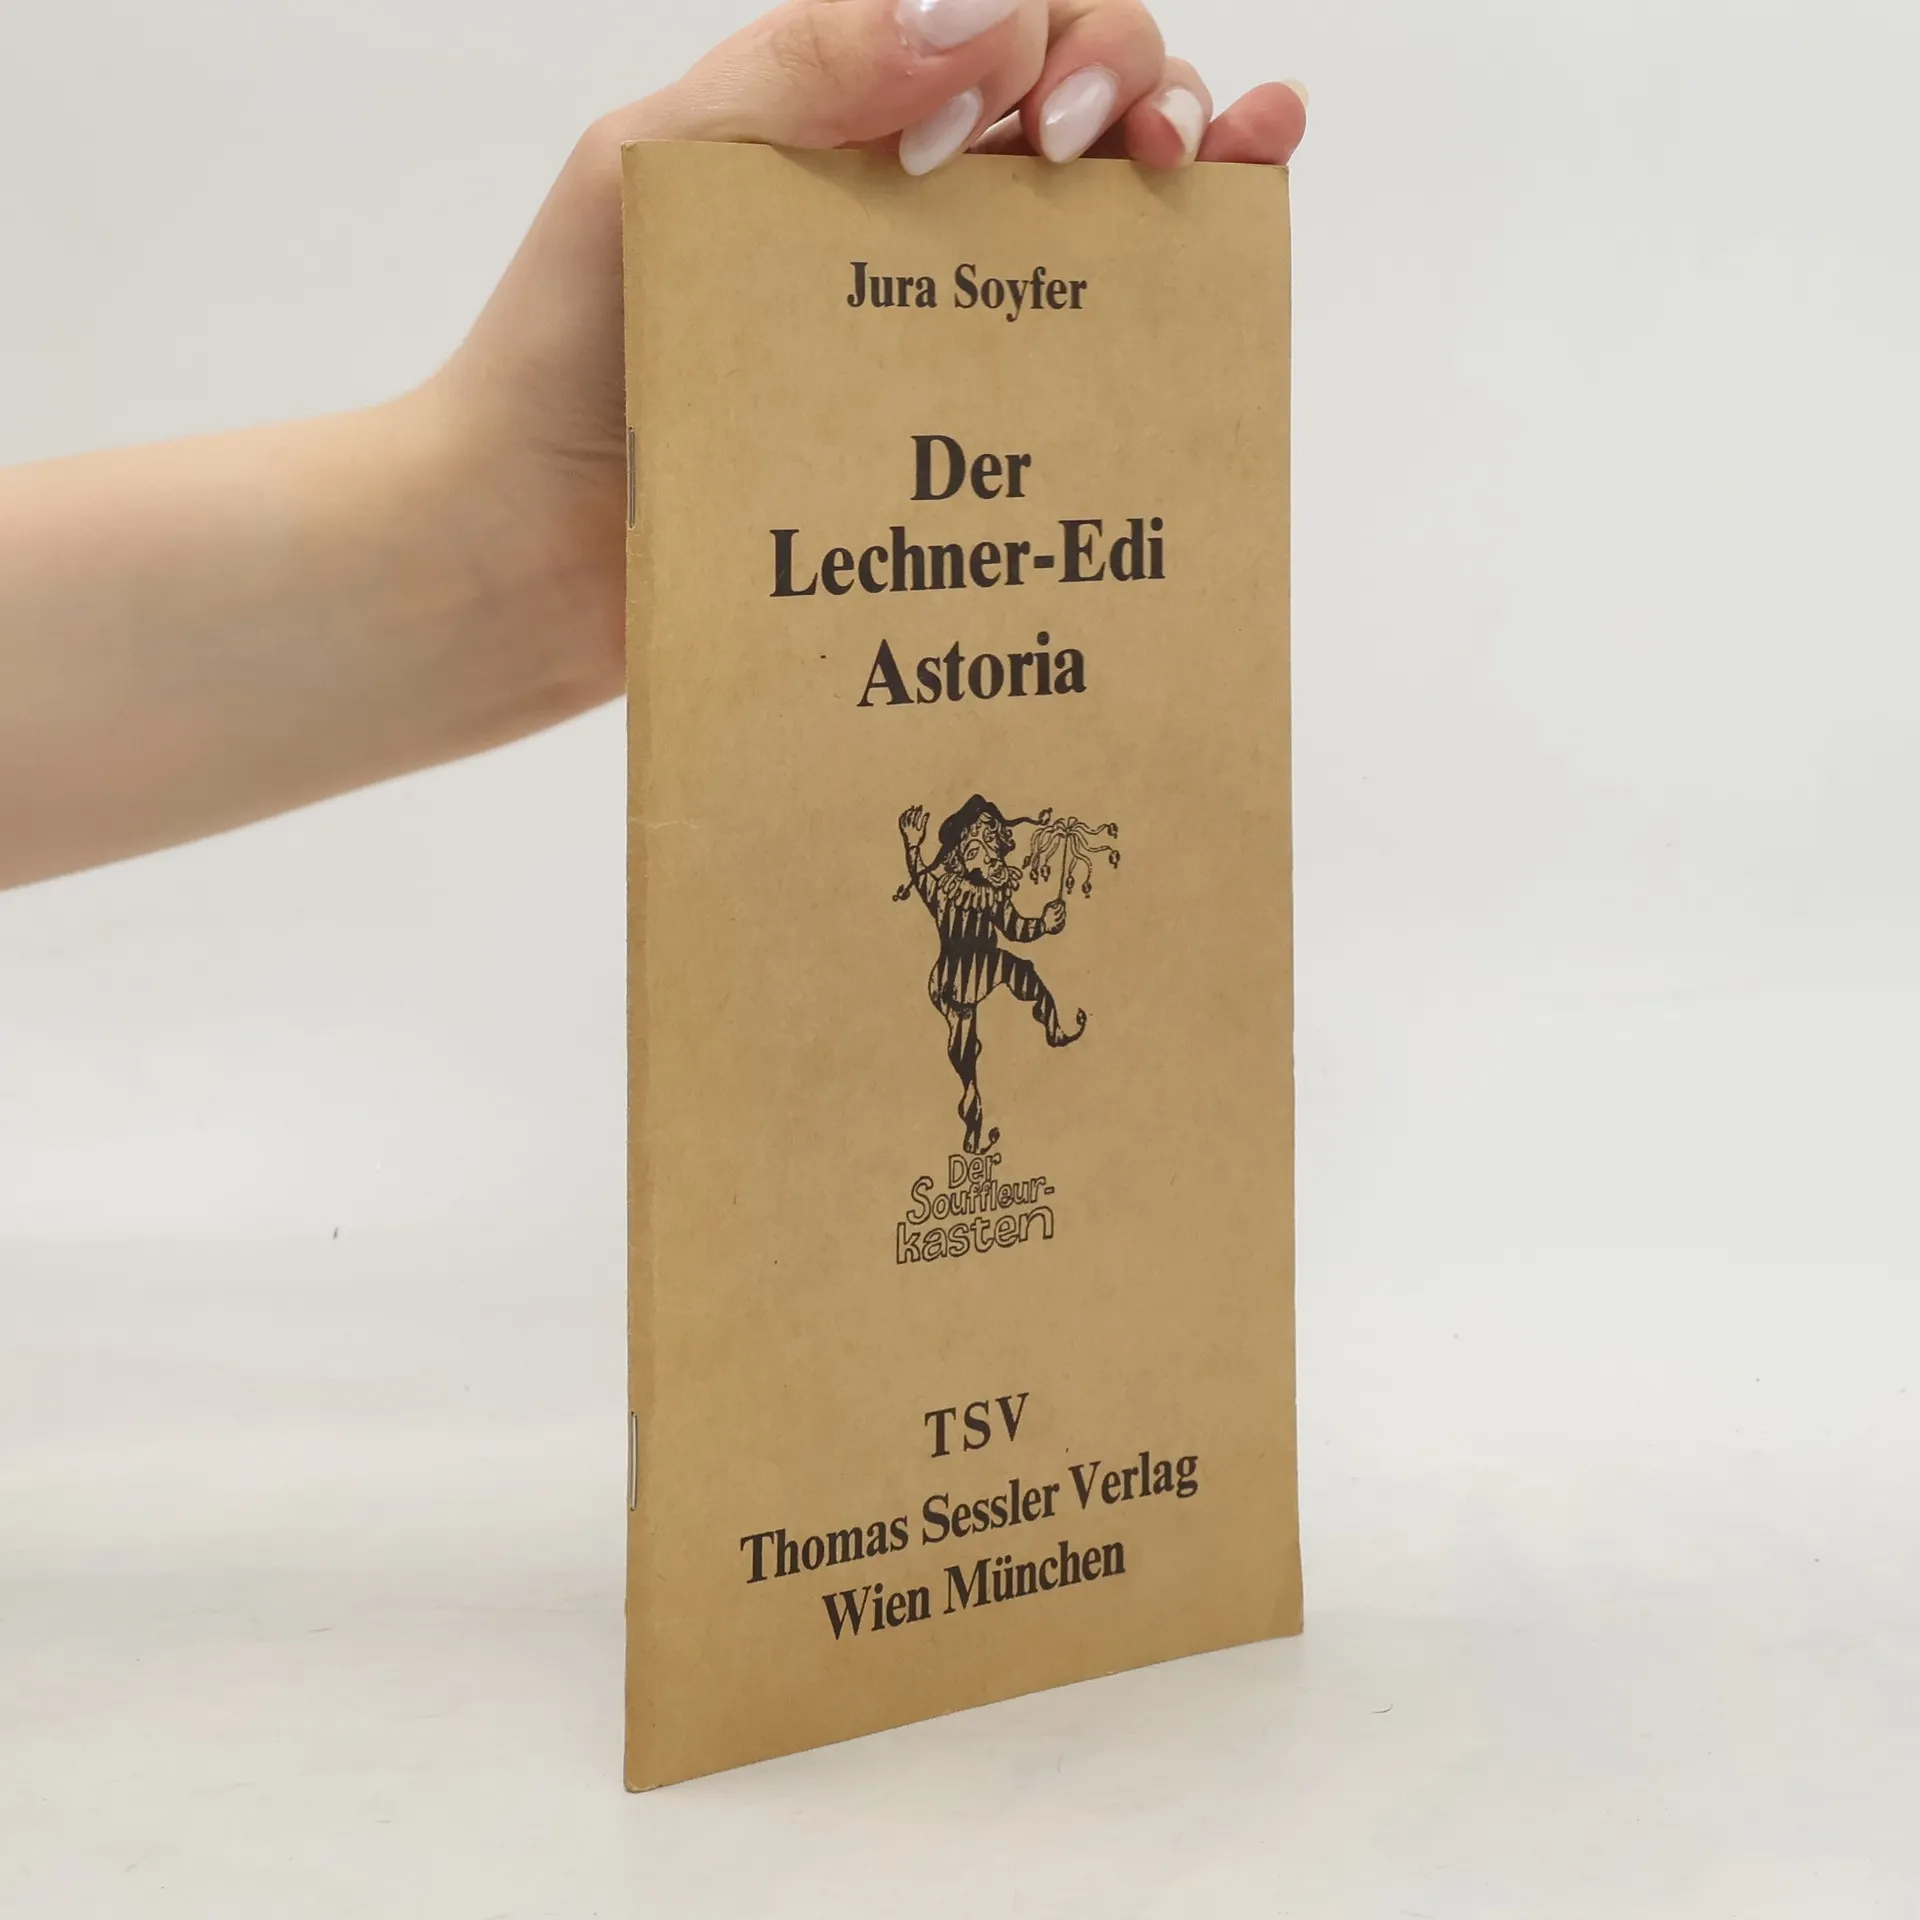 Jura Soyfer
Der
Lechner-Edi
Astoria
Der
Souffleur-
kasten
TSV
Thomas Sessler Verlag
Wien München